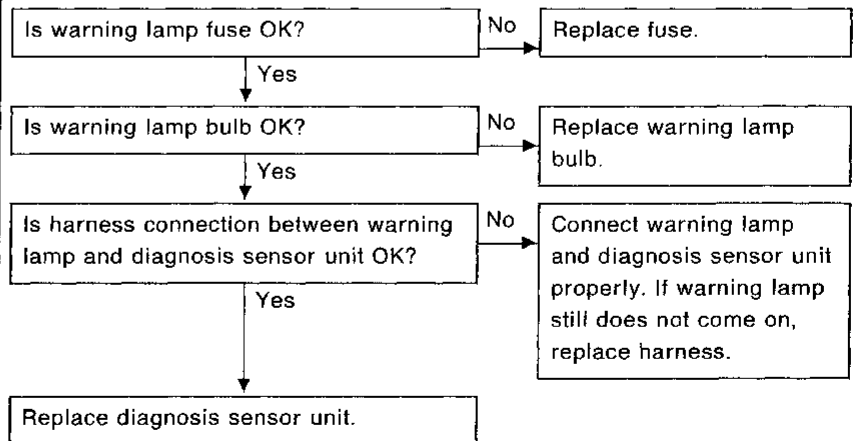 Is warning lamp fuse OK?
No
Replace fuse.
Yes
Is warning lamp bulb OK?
No
Replace warning lamp
bulb.
Yes
Is harness connection between warning
lamp and diagnosis sensor unit OK?
No
Connect warning lamp
and diagnosis sensor unit
properly. If warning lamp
still does not come on,
replace harness.
Yes
Replace diagnosis sensor unit.